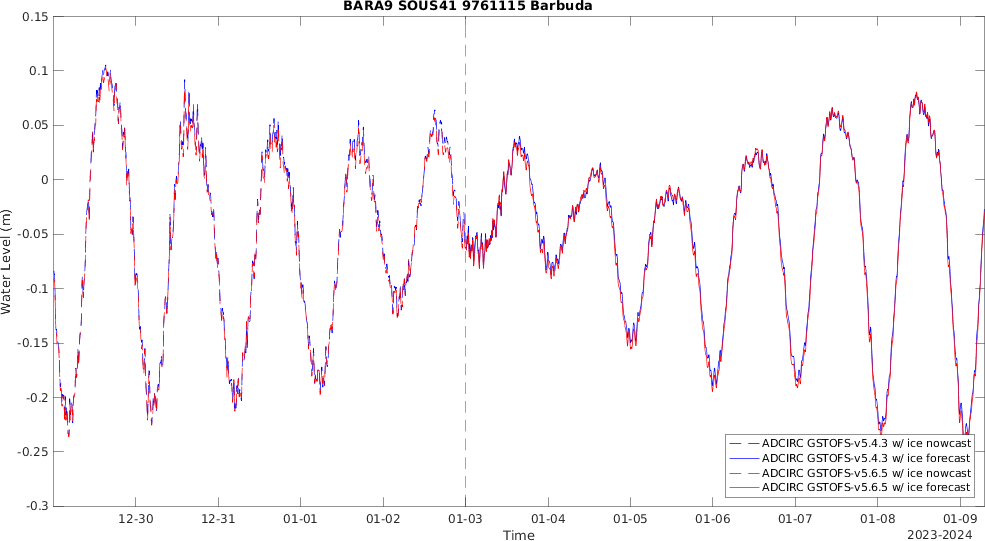 BARA9 SOUS41 9761115 Barbuda
Water Level (m)
0.15
0.1
0.05
0
-0.05
-0.1
-0.15
-0.2
-0.25
-0.3
ADCIRC GSTOFS-v5.4.3 w/ ice nowcast
ADCIRC GSTOFS-v5.4.3 w/ ice forecast
ADCIRC GSTOFS-v5.6.5 w/ ice nowcast
ADCIRC GSTOFS-v5.6.5 w/ ice forecast
12-30 12-31 01-01 01-02 01-03 01-04 01-05 01-06 01-07 01-08 01-09
Time
2023-2024